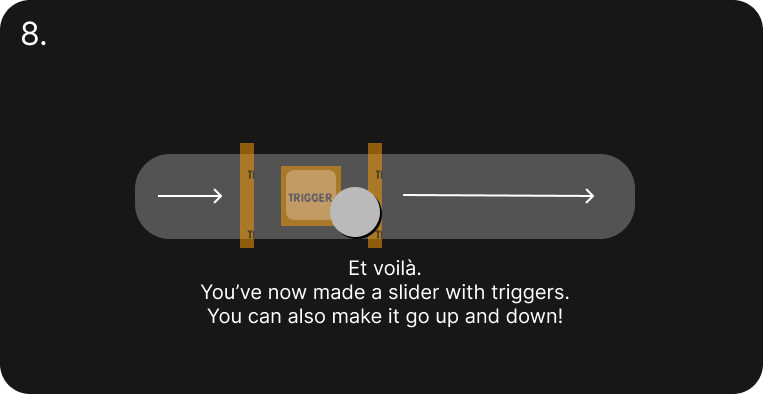 8.
TRIGGER
Et voilà.
You’ve now made a slider with triggers.
You can also make it go up and down!